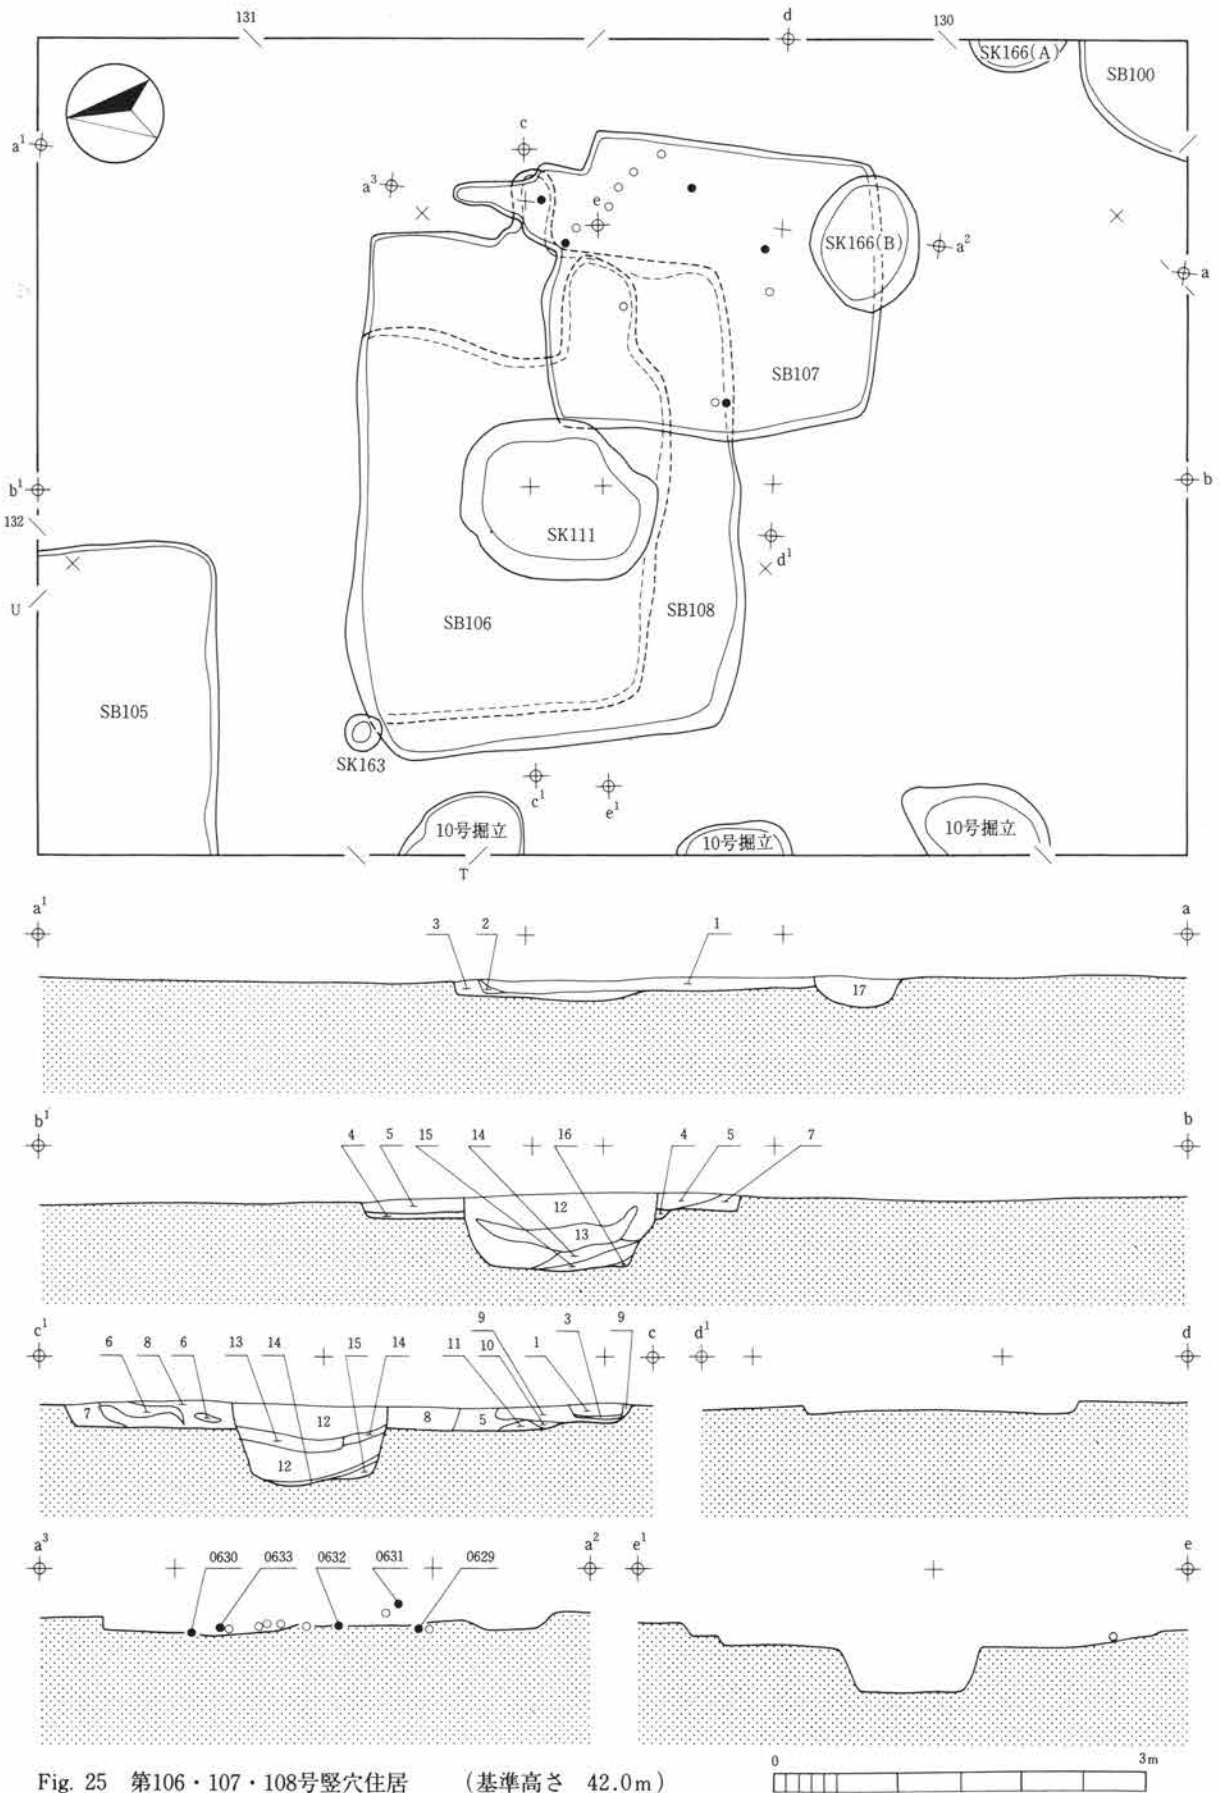 131 d 130
SK166(A)
SB100
a¹ c
a³ e
SK166(B) a² a
SB107
b¹ b
132
SK111
d¹
U
SB106 SB108
SB105
SK163
c¹ e¹
10号掘立 10号掘立 10号掘立
T
a¹ a
3 2 1
17
b¹ b
4 5 15 14 16 4 5 7
12
13
c¹ c d¹ d
6 8 6 13 14 15 14 11 9 10 1 3 9
7 12 8 5
12
a³ a² e¹ e
0630 0633 0632 0631 0629
0 3m
Fig. 25 第106・107・108号竪穴住居 (基準高さ 42.0m)